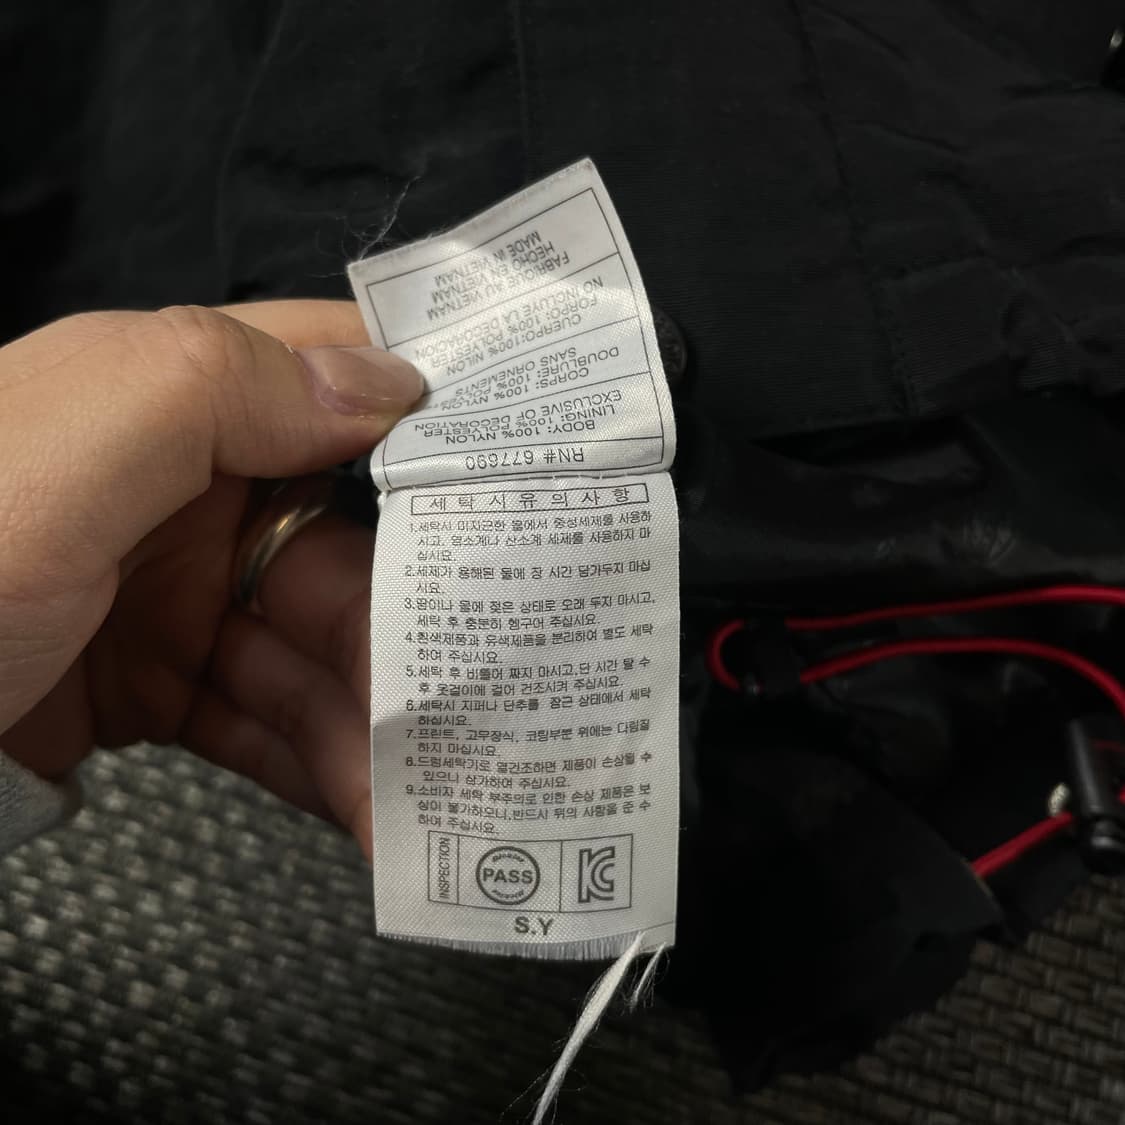 RN# 677690
BODY: 100% NYLON
LINING: 100% POLYESTER
EXCLUSIVE OF DECORATION
CORPS: 100% NYLON
DOUBLURE: 100%
SANS ORNEMENTS
CUERPO:100% NILON
FORPO: 100% POLYESTER
NO INCLUYE LA DECORACION
MADE IN VIETNAM
HECHO EN VIETNAM
FABRIQUE AU VIETNAM
세탁시유의사항
1.세탁시 미지근한 물에서 중성세제를 사용하
시고, 염소계나 산소계 세제를 사용하지 마
십시요.
2.세제가 용해된 물에 장 시간 담가두지 마십
시요.
3.땀이나 물에 젖은 상태로 오래 두지 마시고,
세탁 후 충분히 헹구어 주십시요.
4.흰색제품과 유색제품을 분리하여 별도 세탁
하여 주십시요.
5.세탁 후 비틀어 짜지 마시고,단 시간 탈 수
후 옷걸이에 걸어 건조시켜 주십시요.
6.세탁시 지퍼나 단추를 잠근 상태에서 세탁
하십시요.
7.프린트, 고무장식, 코팅부분 위에는 다림질
하지 마십시요.
8.드럼세탁기로 열건조하면 제품이 손상될 수
있으니 삼가하여 주십시요.
9.소비자 세탁 부주의로 인한 손상 제품은 보
상이 불가하오니,반드시 뒤의 사항을 준 수
하여 주십시요.
INSPECTION
PASS
KC
S.Y